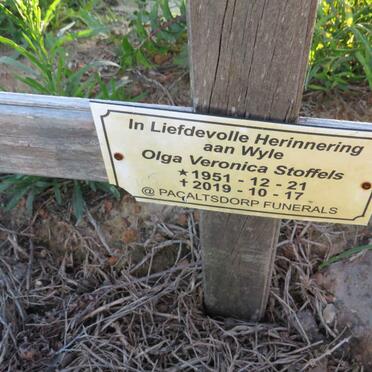 In Liefdevolle Herinnering
aan Wyle
Olga Veronica Stoffels
★ 1951 - 12 - 21
✝ 2019 - 10 - 17
@ PACALTSDORP FUNERALS